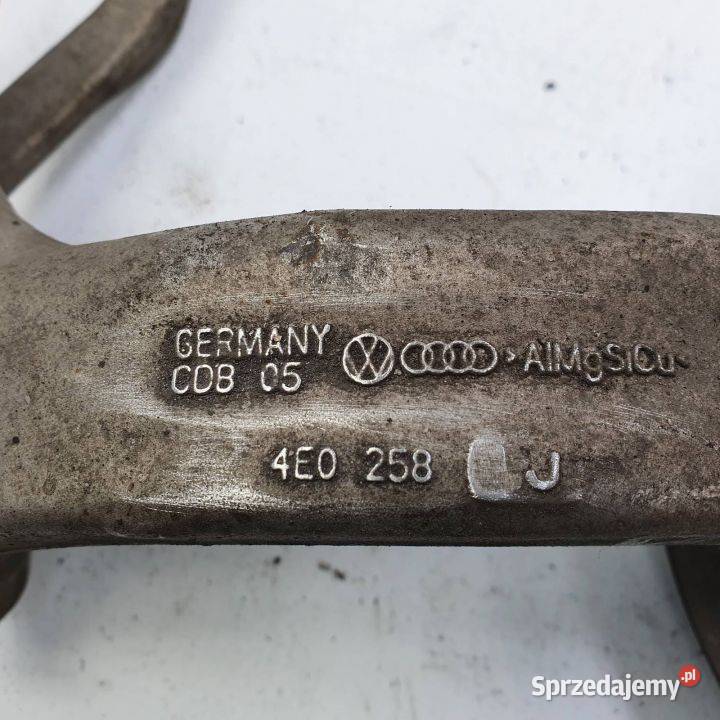 GERMANY
CDB 05
>AlMgSiCu<
4E0 258 J
Sprzedajemy.pl